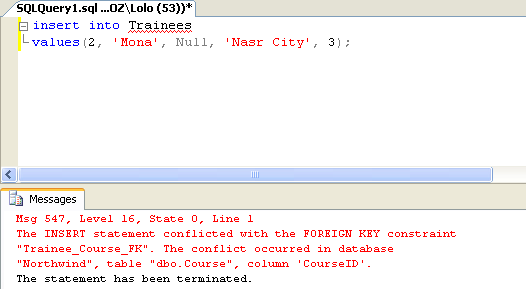 SQLQuery1.sql ...OZ\Lolo (53))*
insert into Trainees
values(2, 'Mona', Null, 'Nasr City', 3);
Messages
Msg 547, Level 16, State 0, Line 1
The INSERT statement conflicted with the FOREIGN KEY constraint
"Trainee_Course_FK". The conflict occurred in database
"Northwind", table "dbo.Course", column 'CourseID'.
The statement has been terminated.